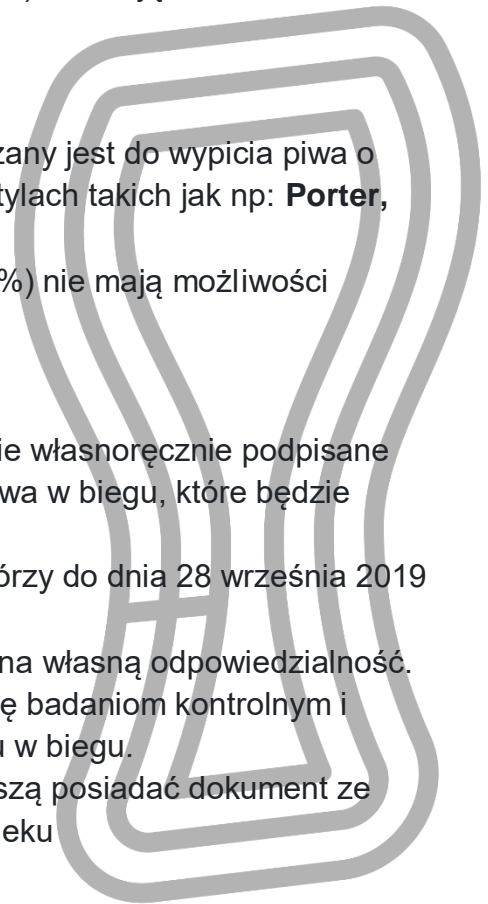 zany jest do wypicia piwa o
tylach takich jak np: Porter,
%) nie mają możliwości
ie własnoręcznie podpisane
wa w biegu, które będzie
órzy do dnia 28 września 2019
na własną odpowiedzialność.
ę badaniom kontrolnym i
u w biegu.
szą posiadać dokument ze
eku